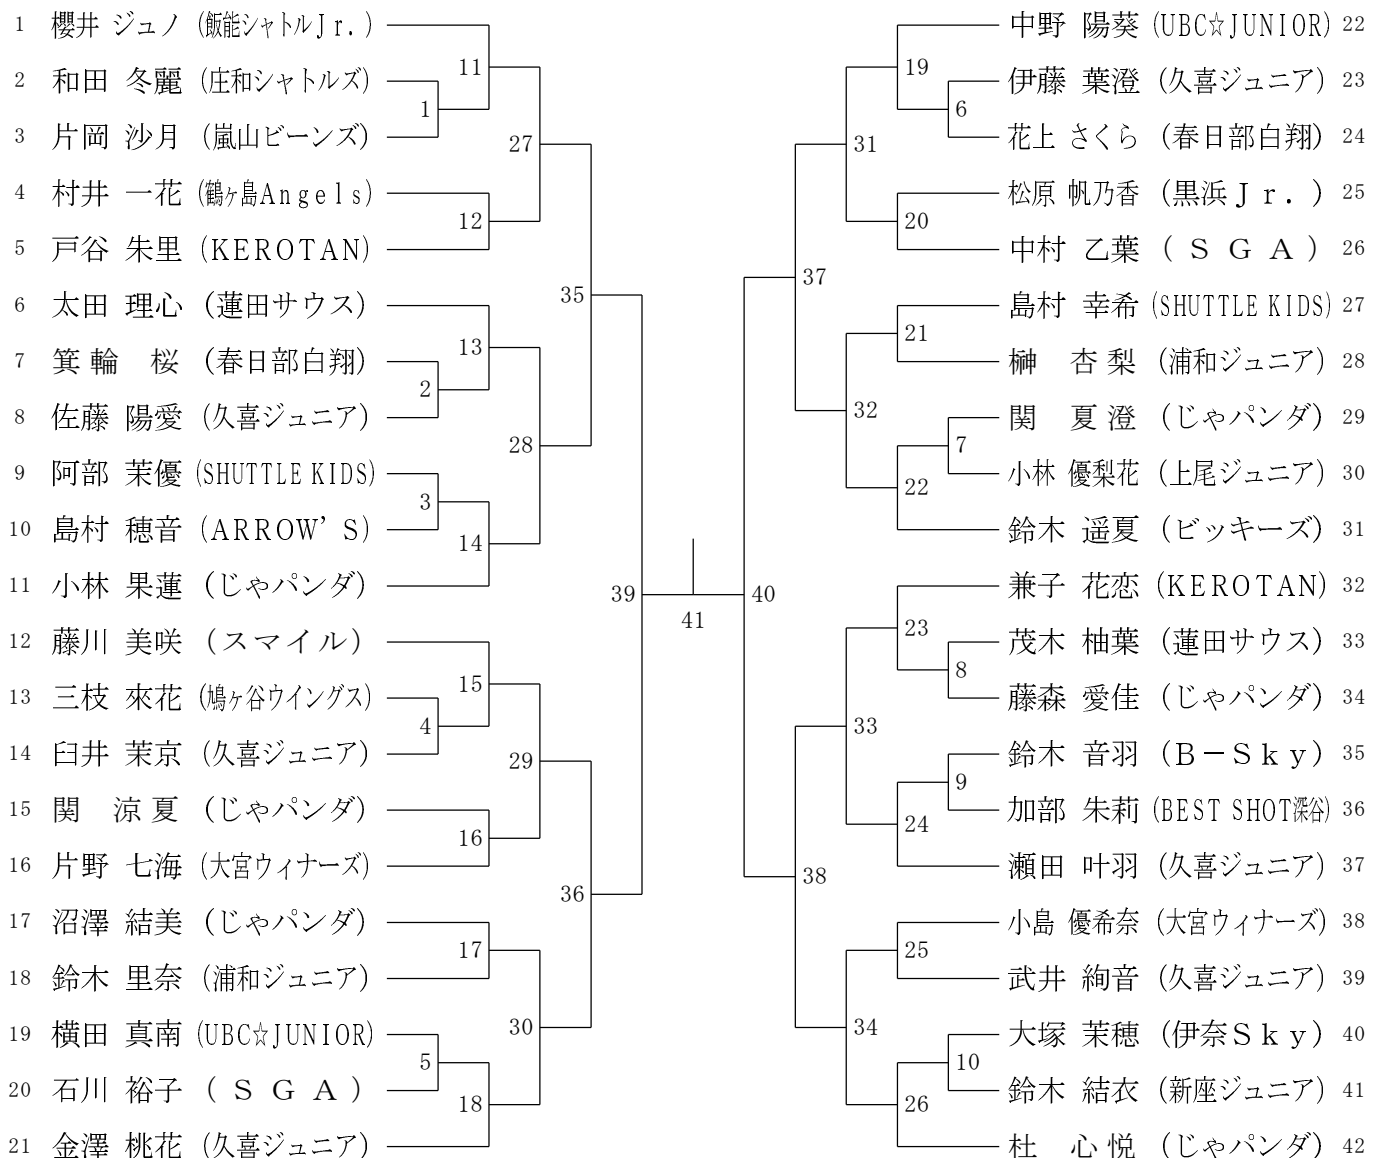 1 櫻井 ジュノ (飯能シャトルJr.)
2 和田 冬麗 (庄和シャトルズ)
3 片岡 沙月 (嵐山ビーンズ)
4 村井 一花 (鶴ヶ島Angels)
5 戸谷 朱里 (KEROTAN)
6 太田 理心 (蓮田サウス)
7 箕輪 桜 (春日部白翔)
8 佐藤 陽愛 (久喜ジュニア)
9 阿部 茉優 (SHUTTLE KIDS)
10 島村 穂音 (ARROW'S)
11 小林 果蓮 (じゃパンダ)
12 藤川 美咲 (スマイル)
13 三枝 來花 (鳩ヶ谷ウイングス)
14 臼井 茉京 (久喜ジュニア)
15 関 涼夏 (じゃパンダ)
16 片野 七海 (大宮ウィナーズ)
17 沼澤 結美 (じゃパンダ)
18 鈴木 里奈 (浦和ジュニア)
19 横田 真南 (UBC☆JUNIOR)
20 石川 裕子 (SGA)
21 金澤 桃花 (久喜ジュニア)
1
2
3
4
5
11
12
13
14
15
16
17
18
27
28
29
30
35
36
39
41
40
37
38
31
32
33
34
19
20
21
22
23
24
25
26
6
7
8
9
10
中野 陽葵 (UBC☆JUNIOR) 22
伊藤 葉澄 (久喜ジュニア) 23
花上 さくら (春日部白翔) 24
松原 帆乃香 (黒浜Jr.) 25
中村 乙葉 (SGA) 26
島村 幸希 (SHUTTLE KIDS) 27
榊 杏梨 (浦和ジュニア) 28
関 夏澄 (じゃパンダ) 29
小林 優梨花 (上尾ジュニア) 30
鈴木 遥夏 (ビッキーズ) 31
兼子 花恋 (KEROTAN) 32
茂木 柚葉 (蓮田サウス) 33
藤森 愛佳 (じゃパンダ) 34
鈴木 音羽 (B－Sky) 35
加部 朱莉 (BEST SHOT深谷) 36
瀬田 叶羽 (久喜ジュニア) 37
小島 優希奈 (大宮ウィナーズ) 38
武井 絢音 (久喜ジュニア) 39
大塚 茉穂 (伊奈Sky) 40
鈴木 結衣 (新座ジュニア) 41
杜 心悦 (じゃパンダ) 42